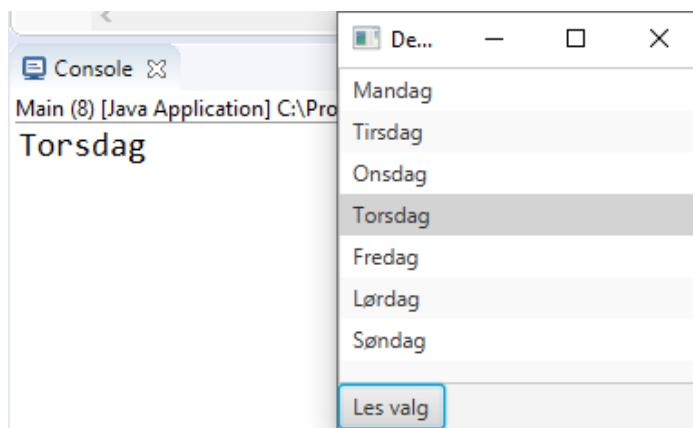 Console
Main (8) [Java Application] C:\Pro
Torsdag
De...
Mandag
Tirsdag
Onsdag
Torsdag
Fredag
Lørdag
Søndag
Les valg